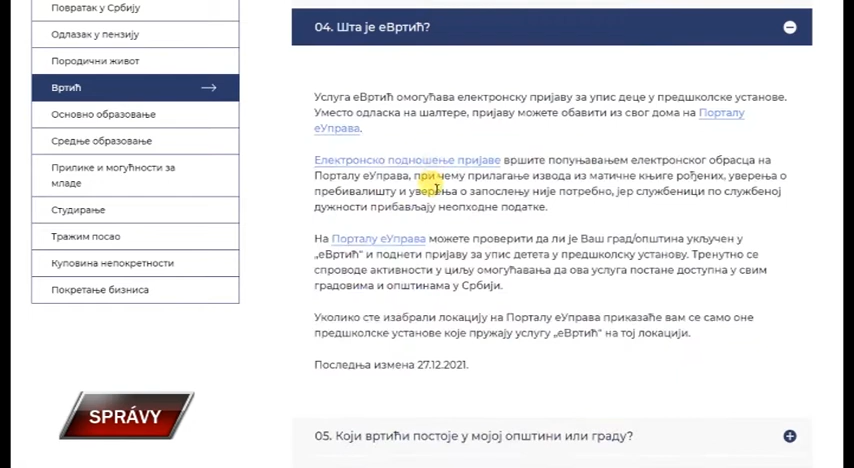 Повратак у Србију
Одлазак у пензију
Породични живот
Вртић
Основно образовање
Средње образовање
Прилике и могућности за
младе
Студирање
Тражим посао
Куповина непокретности
Покретање бизниса
04. Шта је еВртић?
Услуга еВртић омогућава електронску пријаву за упис деце у предшколске установе.
Уместо одласка на шалтере, пријаву можете обавити из свог дома на Порталу
еУправа.
Електронско подношење пријаве вршите попуњавањем електронског обрасца на
Порталу еУправа, при чему прилагање извода из матичне књиге рођених, уверења о
пребивалишту и уверења о запослењу није потребно, јер службеници по службеној
дужности прибављају неопходне податке.
На Порталу еУправа можете проверити да ли је Ваш град/општина укључен у
„еВртић“ и поднети пријаву за упис детета у предшколску установу. Тренутно се
спроводе активности у циљу омогућавања да ова услуга постане доступна у свим
градовима и општинама у Србији.
Уколико сте изабрали локацију на Порталу еУправа приказаће вам се само оне
предшколске установе које пружају услугу „еВртић“ на тој локацији.
Последња измена 27.12.2021.
05. Који вртићи постоје у мојој општини или граду?
SPRÁVY